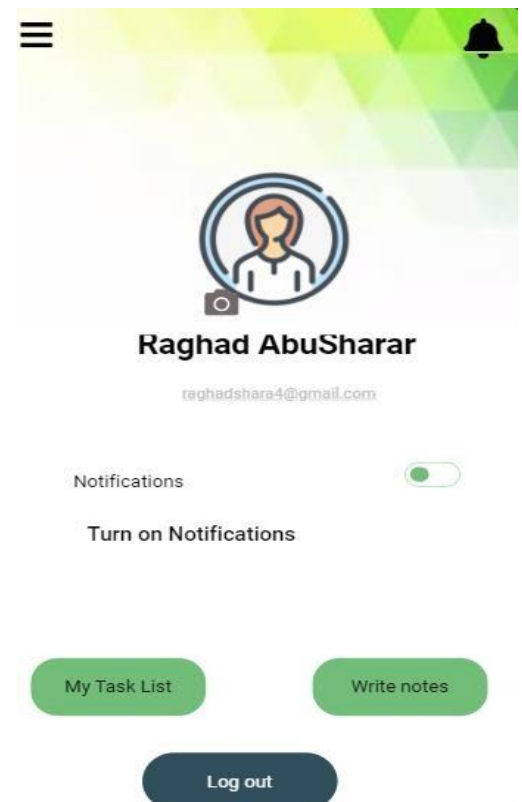 Raghad AbuSharar
raghadshara4@gmail.com
Notifications
Turn on Notifications
My Task List
Write notes
Log out